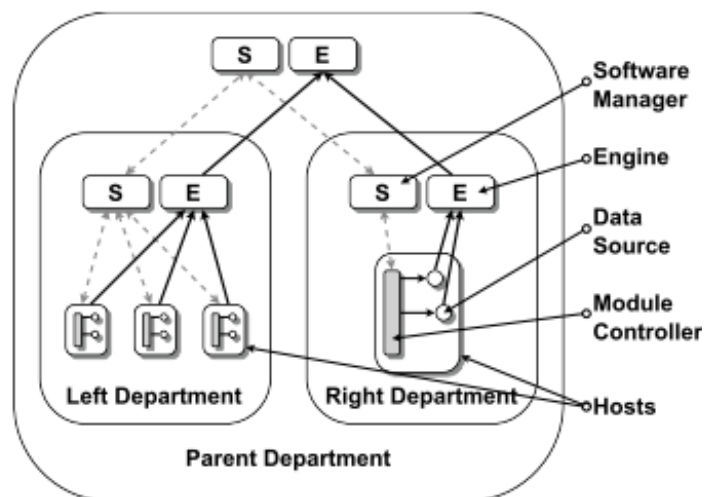 S E
Software
Manager
S E
S E
Engine
Data
Source
Module
Controller
Left Department
Right Department
Hosts
Parent Department